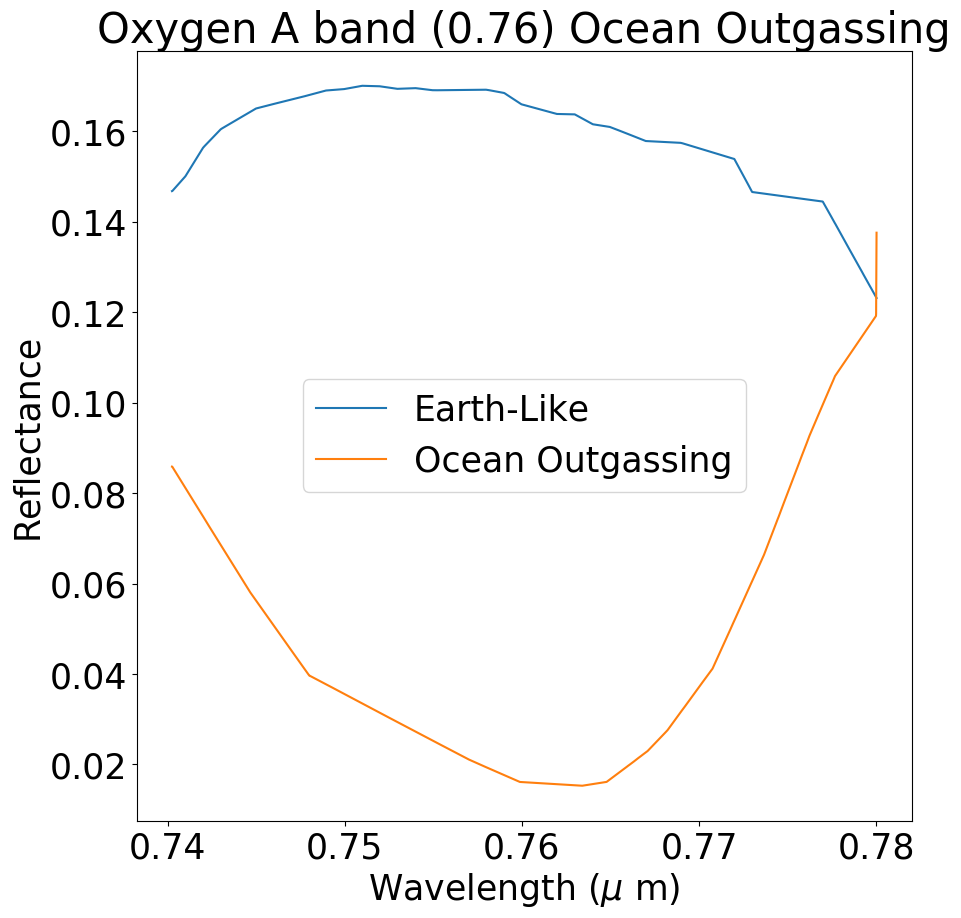 Oxygen A band (0.76) Ocean Outgassing
Reflectance
0.16
0.14
0.12
0.10
0.08
0.06
0.04
0.02
Earth-Like
Ocean Outgassing
0.74 0.75 0.76 0.77 0.78
Wavelength (μ m)